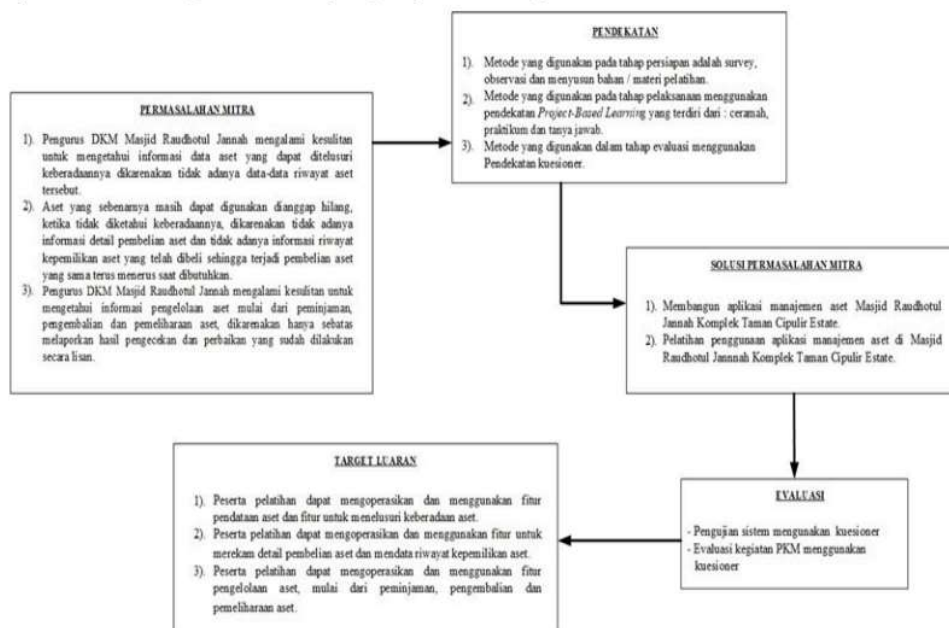 PERMASALAHAN MITRA
1). Pengurus DKM Masjid Raudhotul Jannah mengalami kesulitan
untuk mengetahui informasi data aset yang dapat ditelusuri
keberadaannya dikarenakan tidak adanya data-data riwayat aset
tersebut.
2). Aset yang sebenarnya masih dapat digunakan dianggap hilang,
ketika tidak diketahui keberadaannya, dikarenakan tidak adanya
informasi detail pembelian aset dan tidak adanya informasi riwayat
kepemilikan aset yang telah dibeli sehingga terjadi pembelian aset
yang sama terus menerus saat dibutuhkan.
3). Pengurus DKM Masjid Raudhotul Jannah mengalami kesulitan untuk
mengetahui informasi pengelolaan aset mulai dari peminjaman,
pengembalian dan pemeliharaan aset, dikarenakan hanya sebatas
melaporkan hasil pengecekan dan perbaikan yang sudah dilakukan
secara lisan.
PENDEKATAN
1). Metode yang digunakan pada tahap persiapan adalah survey,
observasi dan menyusun bahan / materi pelatihan.
2). Metode yang digunakan pada tahap pelaksanaan menggunakan
pendekatan Project-Based Learning yang terdiri dari : ceramah,
praktikum dan tanya jawab.
3). Metode yang digunakan dalam tahap evaluasi menggunakan
Pendekatan kuesioner.
SOLUSI PERMASALAHAN MITRA
1). Membangun aplikasi manajemen aset Masjid Raudhotul
Jannah Komplek Taman Cipulir Estate.
2). Pelatihan penggunaan aplikasi manajemen aset di Masjid
Raudhotul Jannnah Komplek Taman Cipulir Estate.
EVALUASI
- Pengujian sistem mengunakan kuesioner
- Evaluasi kegiatan PKM menggunakan
kuesioner
TARGET LUARAN
1). Peserta pelatihan dapat mengoperasikan dan menggunakan fitur
pendataan aset dan fitur untuk menelusuri keberadaan aset.
2). Peserta pelatihan dapat mengoperasikan dan menggunakan fitur untuk
merekam detail pembelian aset dan mendata riwayat kepemilikan aset.
3). Peserta pelatihan dapat mengoperasikan dan menggunakan fitur
pengelolaan aset, mulai dari peminjaman, pengembalian dan
pemeliharaan aset.